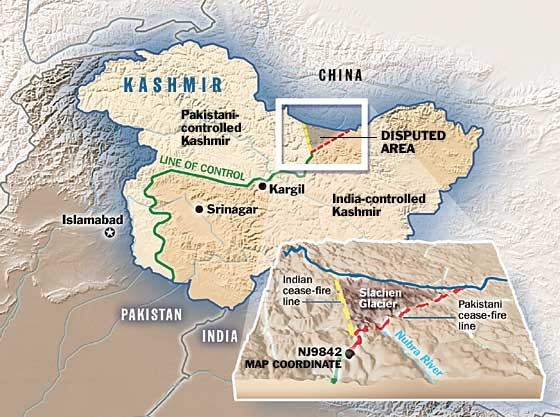 KASHMIR
CHINA
Pakistani-
controlled
Kashmir
DISPUTED
AREA
LINE OF CONTROL
Kargil
India-controlled
Kashmir
Srinagar
Islamabad
PAKISTAN
INDIA
Indian
cease-fire
line
Siachen
Glacier
Pakistani
cease-fire
line
NJ9842
MAP COORDINATE
Nubra River